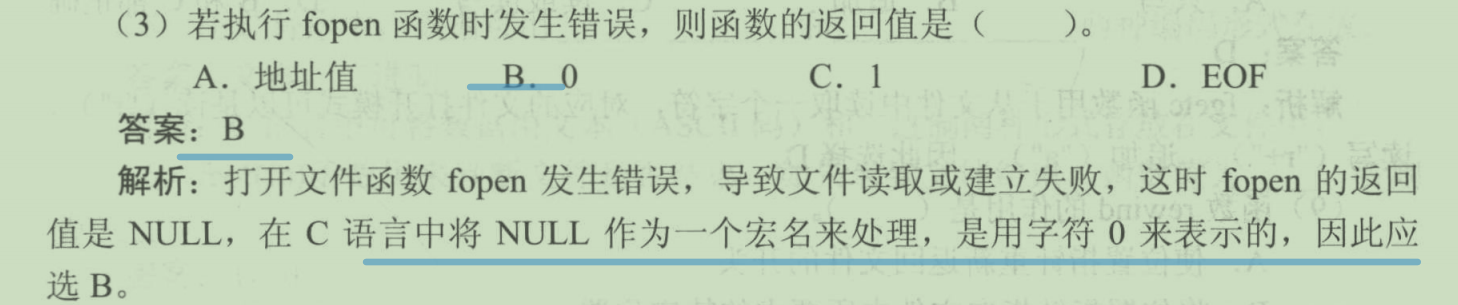 （3）若执行 fopen 函数时发生错误，则函数的返回值是（　　）。
A．地址值　　B．0　　C．1　　D．EOF
答案：B
解析：打开文件函数 fopen 发生错误，导致文件读取或建立失败，这时 fopen 的返回
值是 NULL，在 C 语言中将 NULL 作为一个宏名来处理，是用字符 0 来表示的，因此应
选 B。